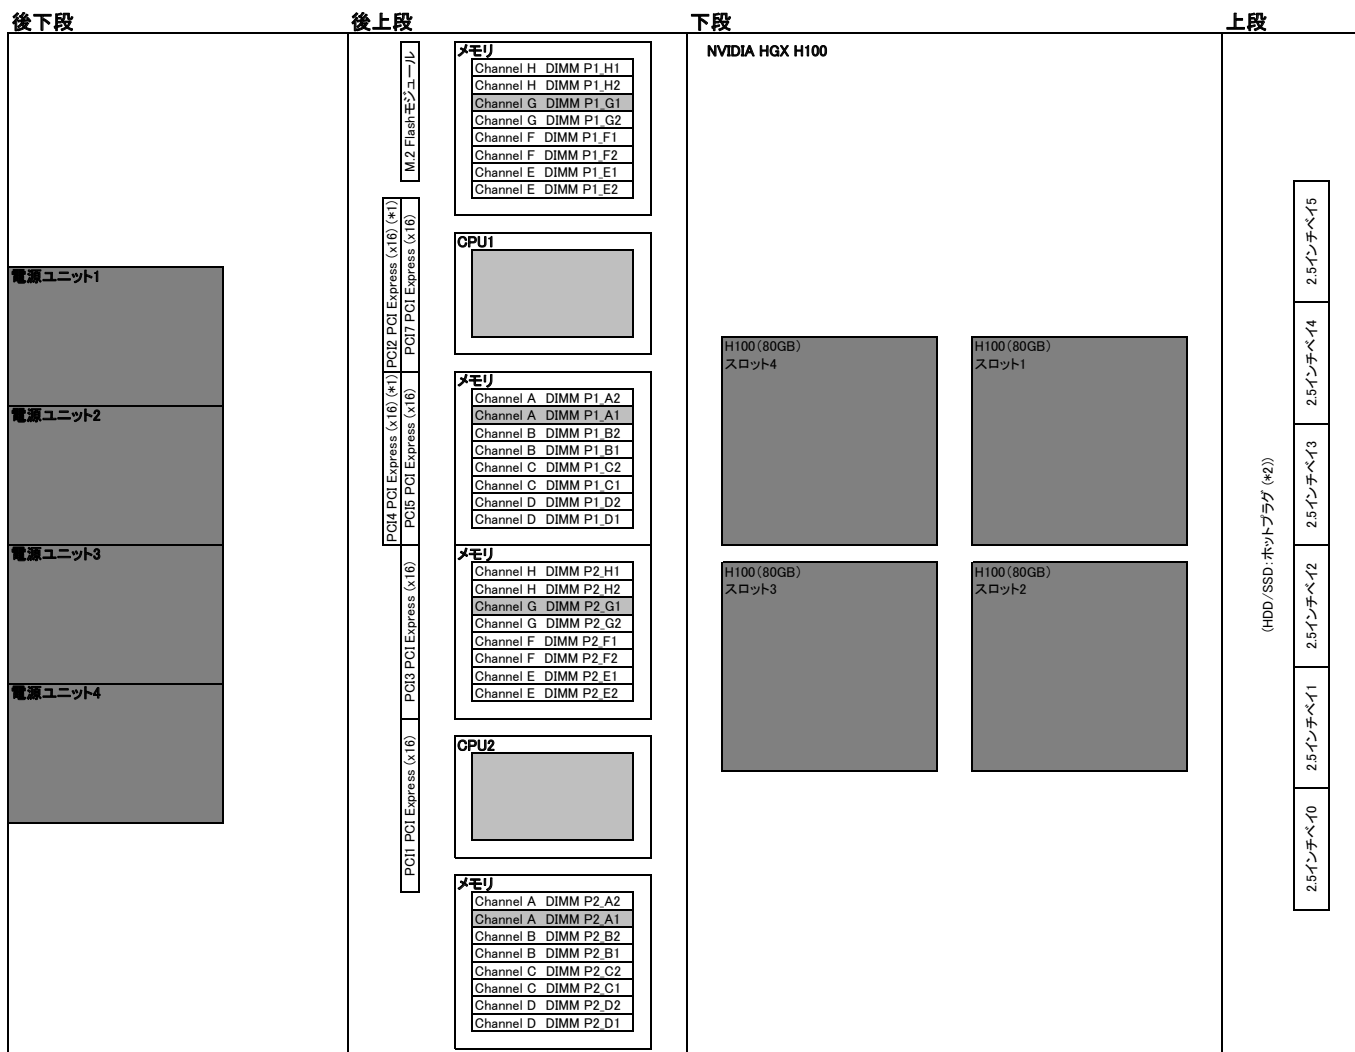 後下段
後上段
下段
上段
電源ユニット1
電源ユニット2
電源ユニット3
電源ユニット4
M.2 Flashモジュール
PCI2 PCI Express (x16) (*1)
PCI7 PCI Express (x16)
PCI4 PCI Express (x16) (*1)
PCI5 PCI Express (x16)
PCI3 PCI Express (x16)
PCI1 PCI Express (x16)
メモリ
Channel H DIMM P1_H1
Channel H DIMM P1_H2
Channel G DIMM P1_G1
Channel G DIMM P1_G2
Channel F DIMM P1_F1
Channel F DIMM P1_F2
Channel E DIMM P1_E1
Channel E DIMM P1_E2
CPU1
メモリ
Channel A DIMM P1_A2
Channel A DIMM P1_A1
Channel B DIMM P1_B2
Channel B DIMM P1_B1
Channel C DIMM P1_C2
Channel C DIMM P1_C1
Channel D DIMM P1_D2
Channel D DIMM P1_D1
メモリ
Channel H DIMM P2_H1
Channel H DIMM P2_H2
Channel G DIMM P2_G1
Channel G DIMM P2_G2
Channel F DIMM P2_F1
Channel F DIMM P2_F2
Channel E DIMM P2_E1
Channel E DIMM P2_E2
CPU2
メモリ
Channel A DIMM P2_A2
Channel A DIMM P2_A1
Channel B DIMM P2_B2
Channel B DIMM P2_B1
Channel C DIMM P2_C2
Channel C DIMM P2_C1
Channel D DIMM P2_D2
Channel D DIMM P2_D1
NVIDIA HGX H100
H100(80GB)
スロット4
H100(80GB)
スロット1
H100(80GB)
スロット3
H100(80GB)
スロット2
(HDD/SSD:ホットプラグ (*2))
2.5インチベイ5
2.5インチベイ4
2.5インチベイ3
2.5インチベイ2
2.5インチベイ1
2.5インチベイ0